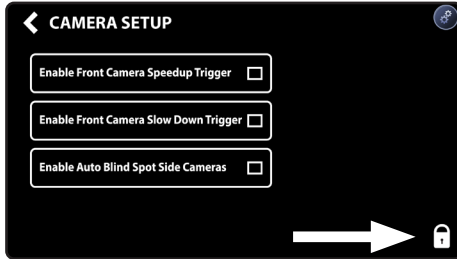 CAMERA SETUP
Enable Front Camera Speedup Trigger
Enable Front Camera Slow Down Trigger
Enable Auto Blind Spot Side Cameras